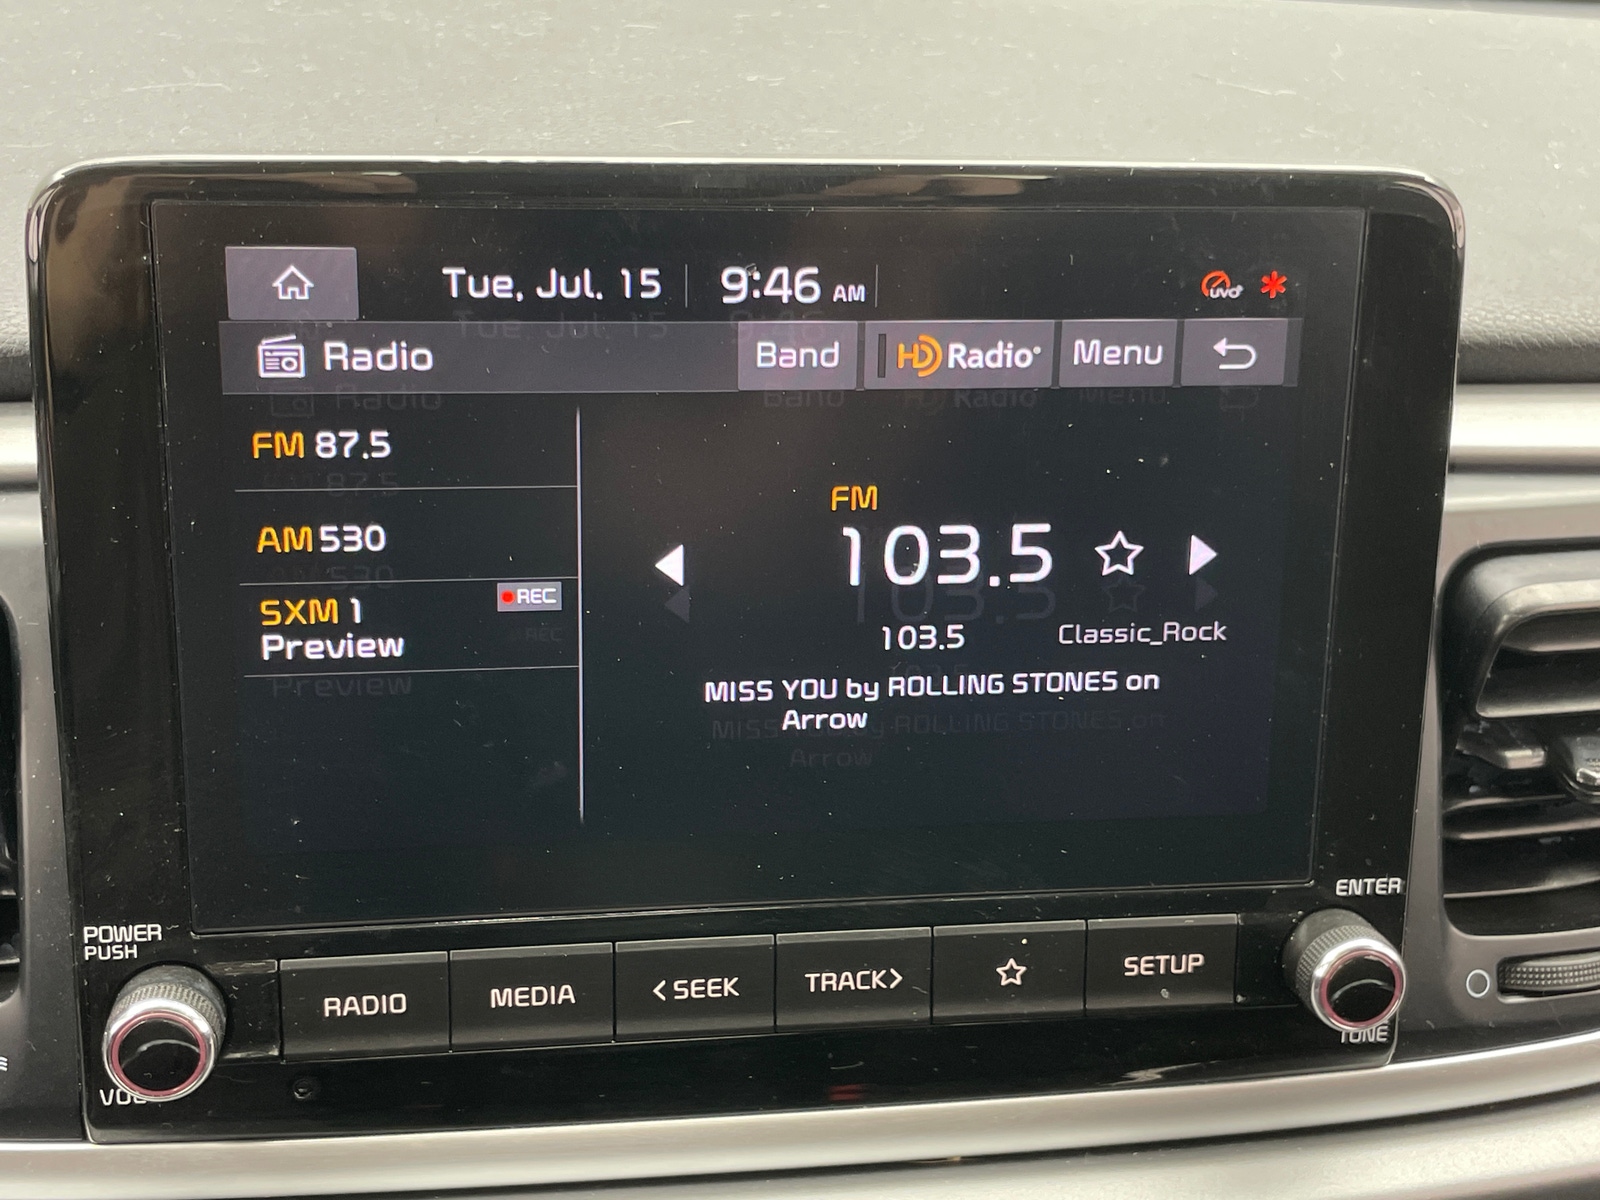 Tue, Jul. 15 9:46 AM
UVO
Radio Band HD Radio Menu
FM 87.5
AM 530
SXM 1 REC
Preview
FM
103.5
103.5 Classic_Rock
MISS YOU by ROLLING STONES on
Arrow
POWER
PUSH
VOL
RADIO
MEDIA
< SEEK
TRACK >
SETUP
ENTER
TUNE